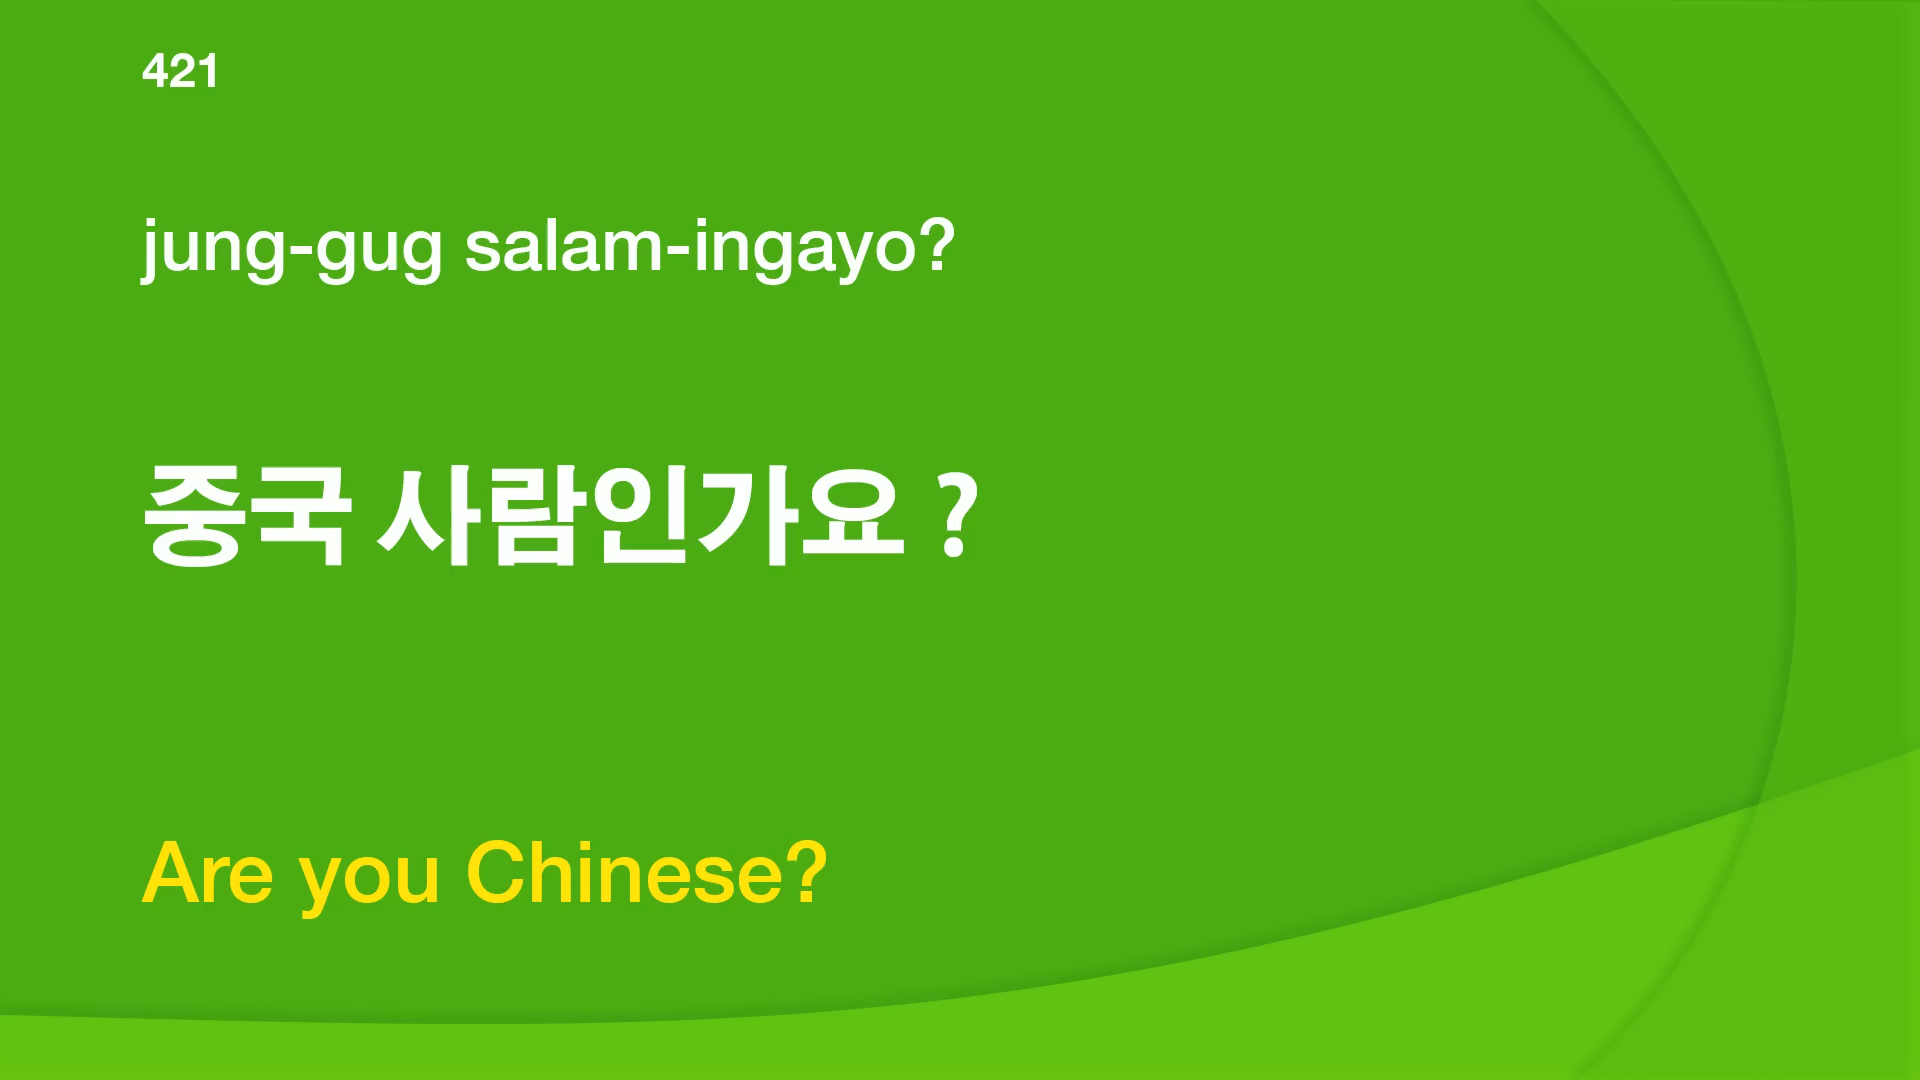 421
jung-gug salam-ingayo?
중국 사람인가요 ?
Are you Chinese?